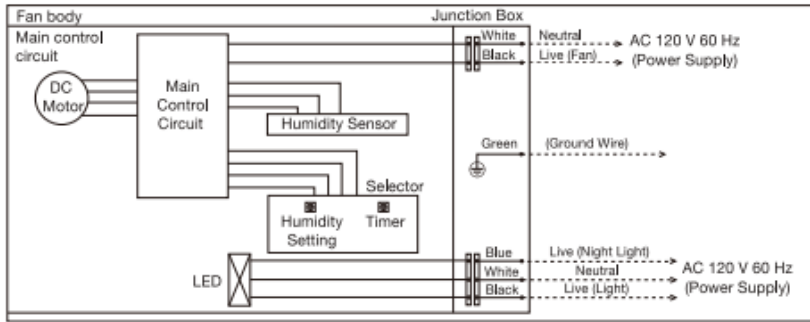 Fan body
Junction Box
Main control
circuit
White
Neutral
Black
Live (Fan)
AC 120 V 60 Hz
(Power Supply)
DC
Motor
Main
Control
Circuit
Humidity Sensor
Green
(Ground Wire)
Selector
Humidity
Setting
Timer
LED
Blue
Live (Night Light)
White
Neutral
Black
Live (Light)
AC 120 V 60 Hz
(Power Supply)